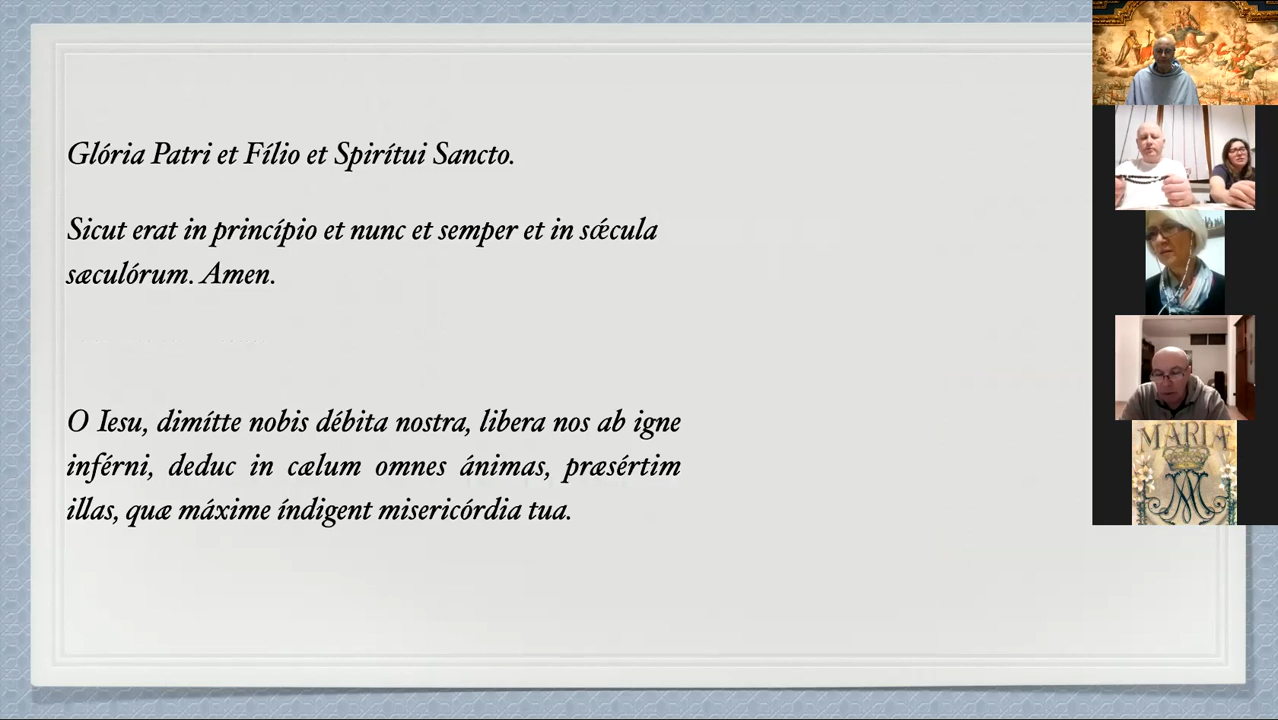 Glória Patri et Fílio et Spirítui Sancto.
Sicut erat in princípio et nunc et semper et in sǽcula
sæculórum. Amen.
O Iesu, dimítte nobis débita nostra, libera nos ab igne
inférni, deduc in cælum omnes ánimas, præsértim
illas, quæ máxime índigent misericórdia tua.
MARIA